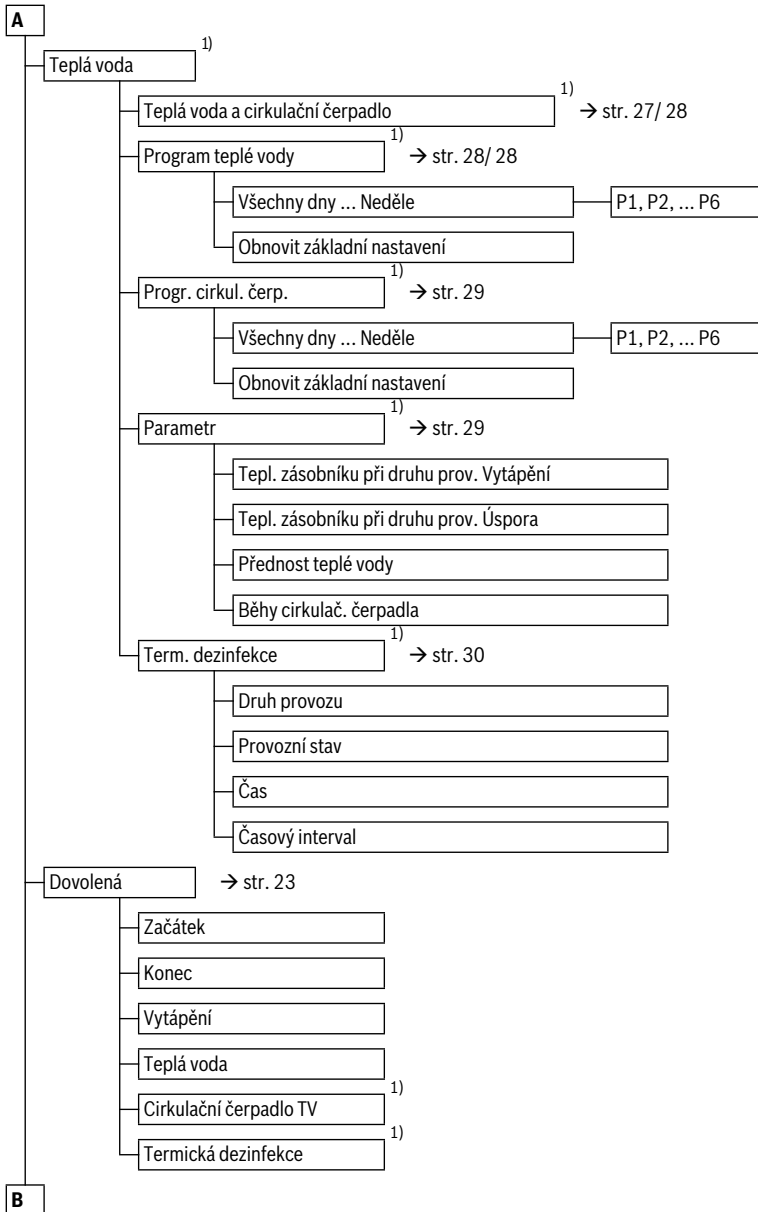 A
Teplá voda 1)
Teplá voda a cirkulační čerpadlo 1) → str. 27/ 28
Program teplé vody 1) → str. 28/ 28
Všechny dny ... Neděle P1, P2, ... P6
Obnovit základní nastavení
Progr. cirkul. čerp. 1) → str. 29
Všechny dny ... Neděle P1, P2, ... P6
Obnovit základní nastavení
Parametr 1) → str. 29
Tepl. zásobníku při druhu prov. Vytápění
Tepl. zásobníku při druhu prov. Úspora
Přednost teplé vody
Běhy cirkulač. čerpadla
Term. dezinfekce 1) → str. 30
Druh provozu
Provozní stav
Čas
Časový interval
Dovolená → str. 23
Začátek
Konec
Vytápění
Teplá voda
Cirkulační čerpadlo TV 1)
Termická dezinfekce 1)
B